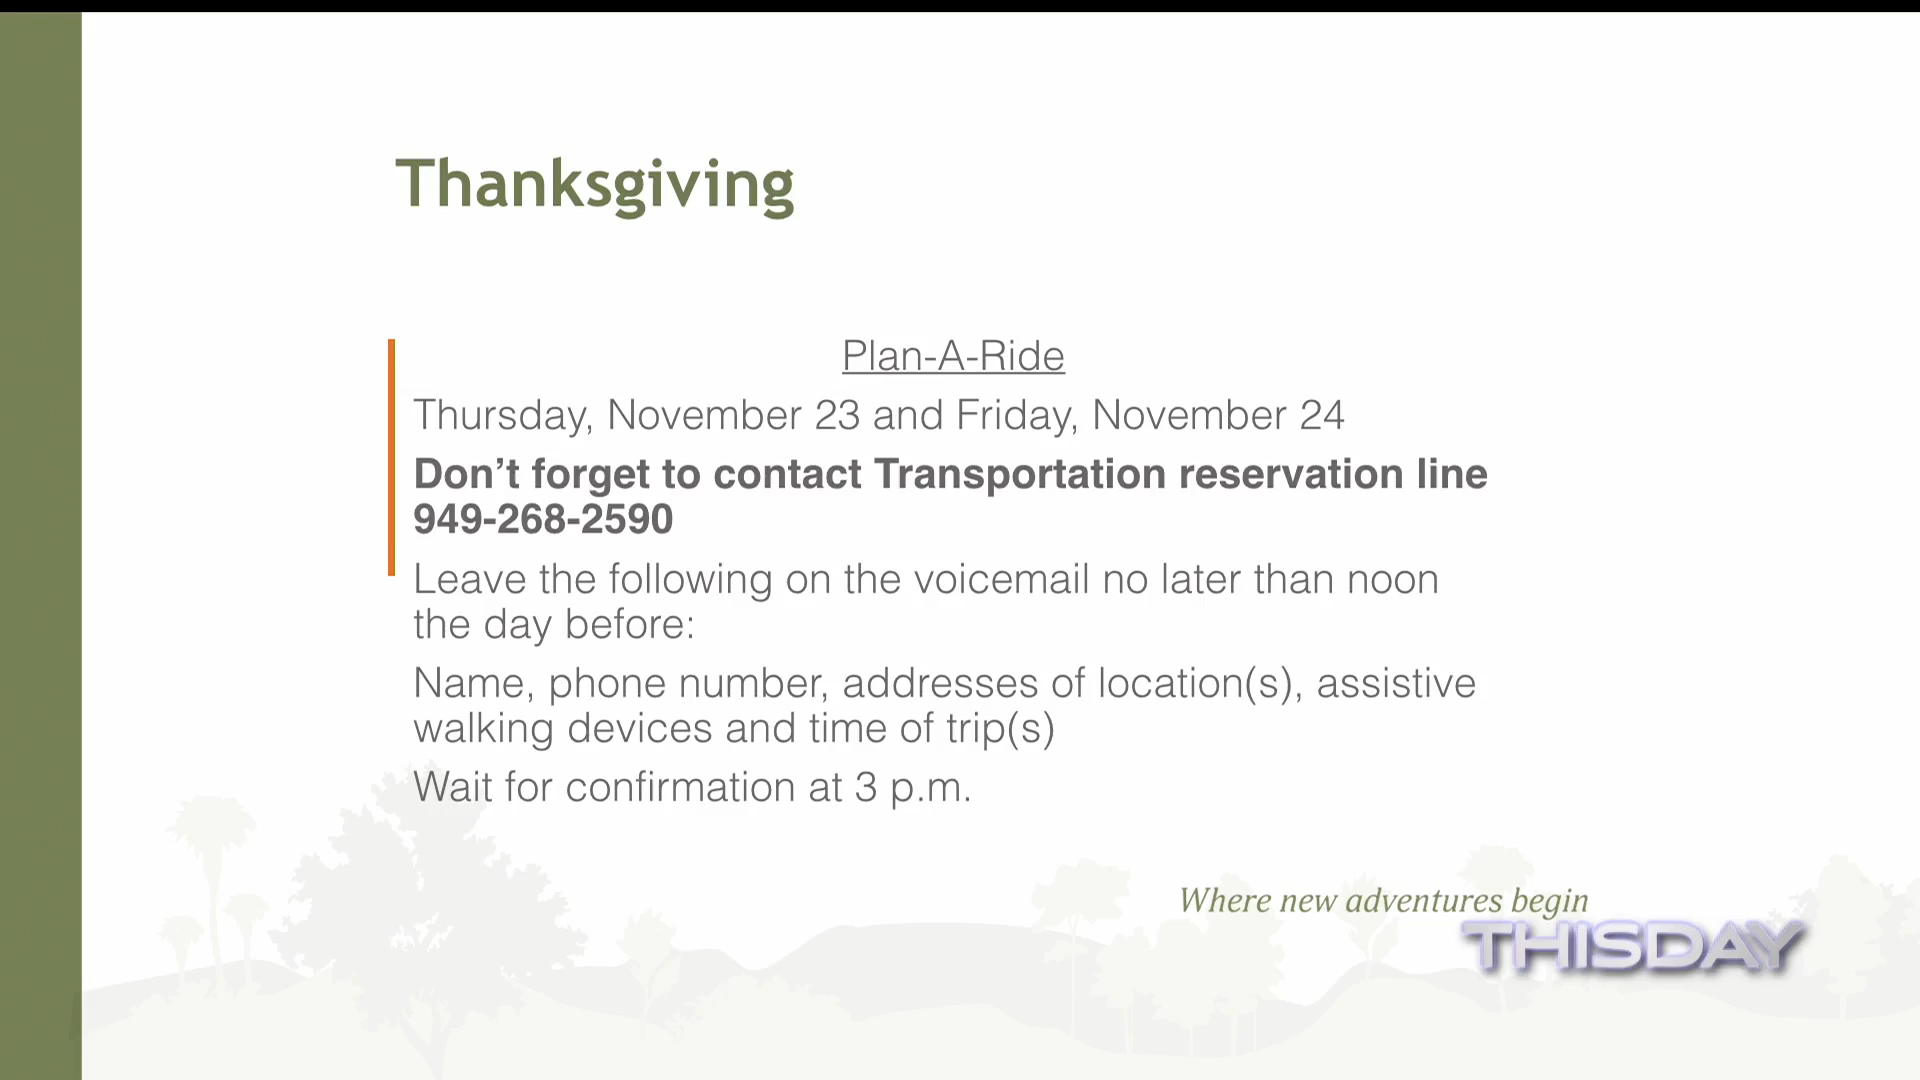 Thanksgiving
Plan-A-Ride
Thursday, November 23 and Friday, November 24
Don’t forget to contact Transportation reservation line
949-268-2590
Leave the following on the voicemail no later than noon
the day before:
Name, phone number, addresses of location(s), assistive
walking devices and time of trip(s)
Wait for confirmation at 3 p.m.
Where new adventures begin
THISDAY